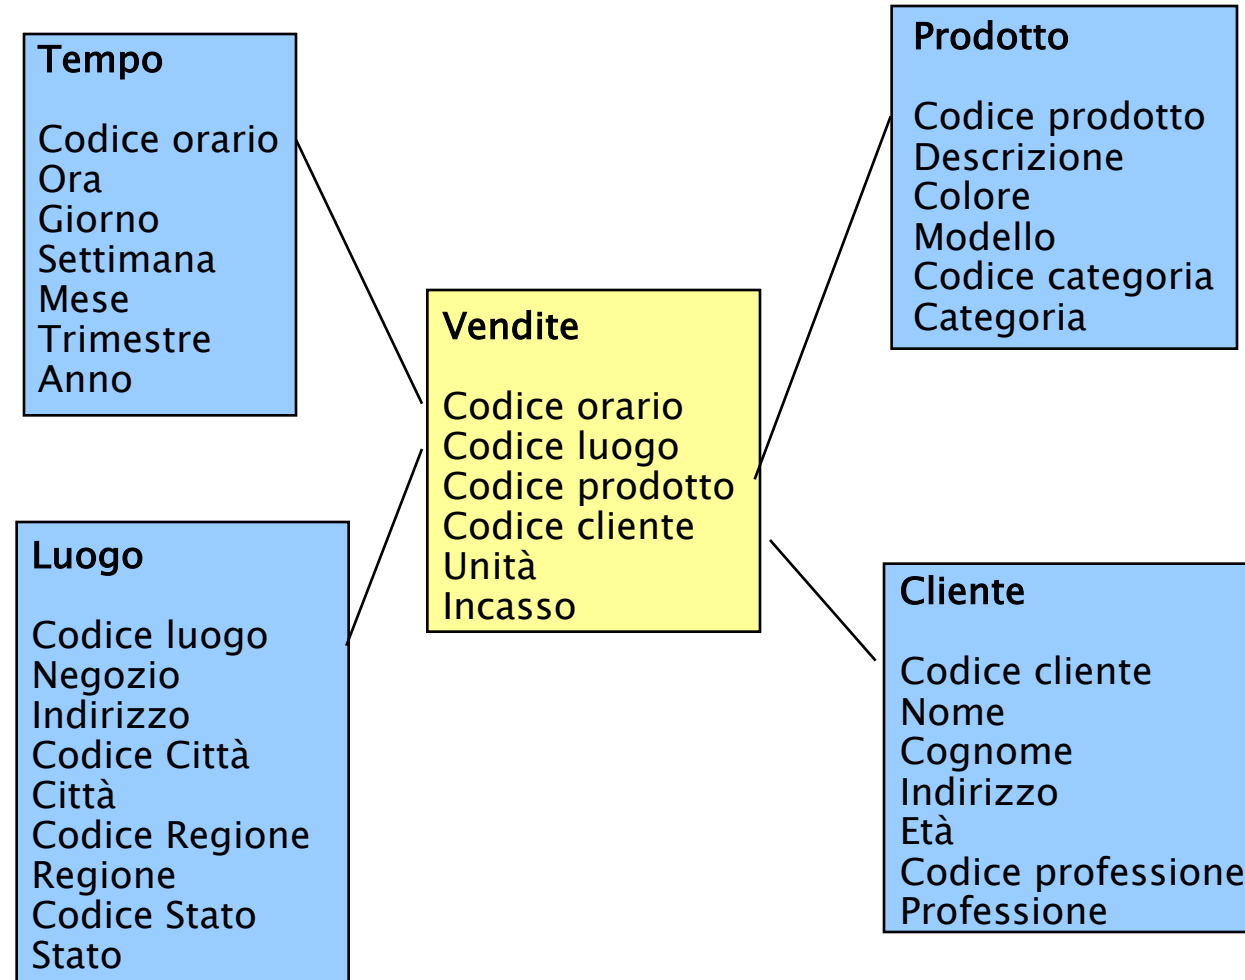 Tempo
Codice orario
Ora
Giorno
Settimana
Mese
Trimestre
Anno
Prodotto
Codice prodotto
Descrizione
Colore
Modello
Codice categoria
Categoria
Vendite
Codice orario
Codice luogo
Codice prodotto
Codice cliente
Unità
Incasso
Luogo
Codice luogo
Negozio
Indirizzo
Codice Città
Città
Codice Regione
Regione
Codice Stato
Stato
Cliente
Codice cliente
Nome
Cognome
Indirizzo
Età
Codice professione
Professione